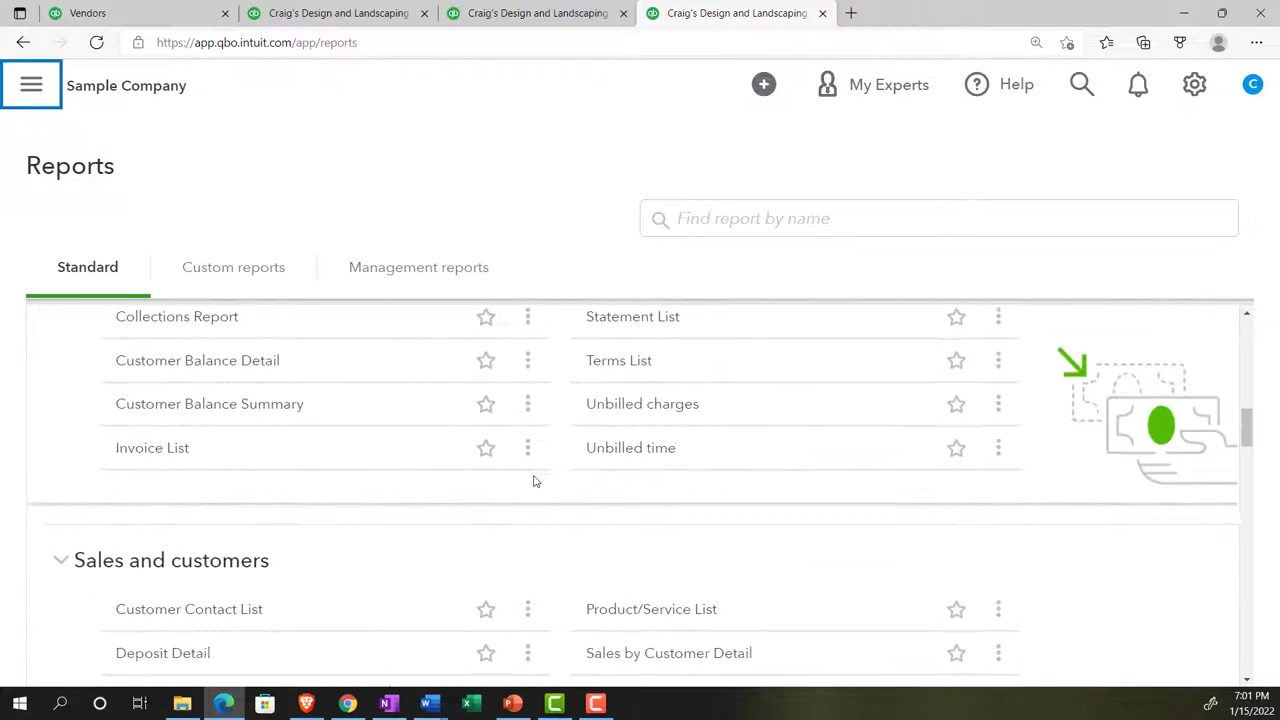 Vendors
Craig's Design and Landscaping
Craig's Design and Landscaping
Craig's Design and Landscaping
https://app.qbo.intuit.com/app/reports
Sample Company
My Experts
Help
C
Reports
Find report by name
Standard
Custom reports
Management reports
Collections Report
Statement List
Customer Balance Detail
Terms List
Customer Balance Summary
Unbilled charges
Invoice List
Unbilled time
Sales and customers
Customer Contact List
Product/Service List
Deposit Detail
Sales by Customer Detail
7:01 PM
1/15/2022